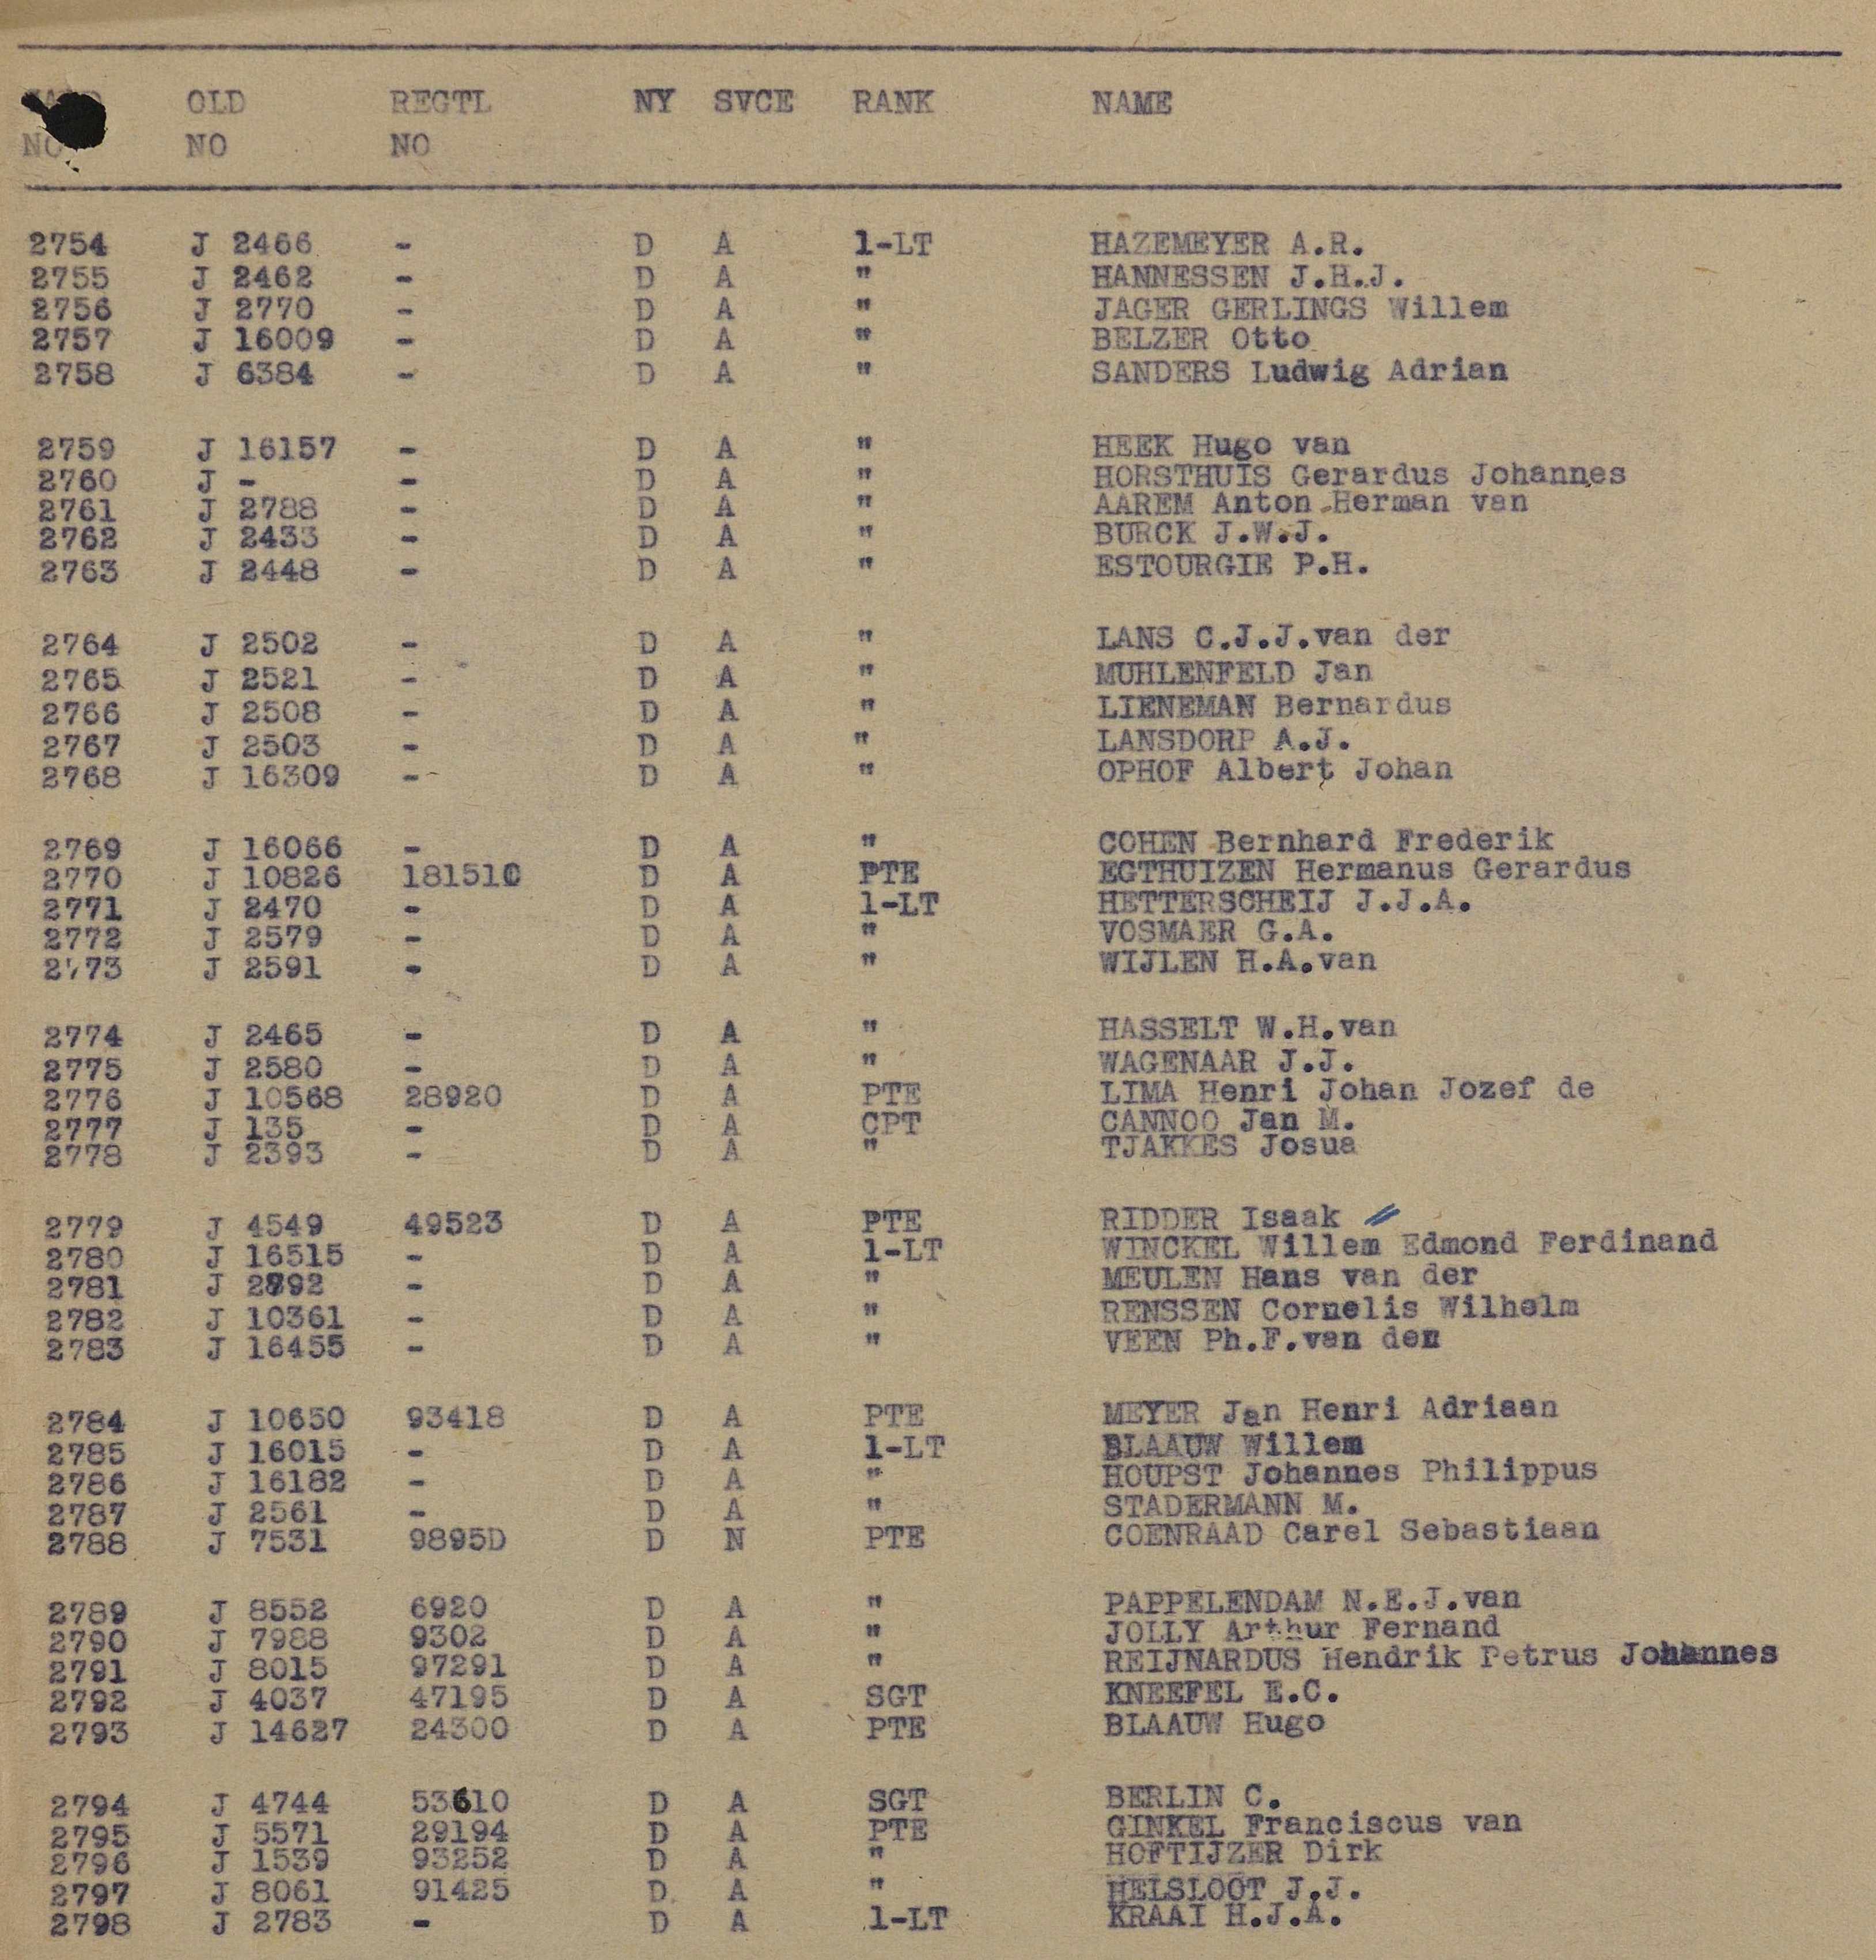 OLD REGTL NY SVCE RANK NAME
NO NO NO
2754 J 2466 - D A 1-LT HAZEMEYER A.R.
2755 J 2462 - D A " HANNESSEN J.H.J.
2756 J 2770 - D A " JAGER GERLINGS Willem
2757 J 16009 - D A " BELZER Otto
2758 J 6384 - D A " SANDERS Ludwig Adrian
2759 J 16157 - D A " HEEK Hugo van
2760 J - - D A " HORSTHUIS Gerardus Johannes
2761 J 2788 - D A " AAREM Anton Herman van
2762 J 2433 - D A " BURCK J.W.J.
2763 J 2448 - D A " ESTOURGIE P.H.
2764 J 2502 - D A " LANS C.J.J.van der
2765 J 2521 - D A " MUHLENFELD Jan
2766 J 2508 - D A " LIENEMAN Bernardus
2767 J 2503 - D A " LANSDORP A.J.
2768 J 16309 - D A " OPHOF Albert Johan
2769 J 16066 - D A " COHEN Bernhard Frederik
2770 J 10826 181510 D A PTE EGTHUIZEN Hermanus Gerardus
2771 J 2470 - D A 1-LT HETTERSCHEIJ J.J.A.
2772 J 2579 - D A " VOSMAER G.A.
2773 J 2591 - D A " WIJLEN H.A.van
2774 J 2465 - D A " HASSELT W.H.van
2775 J 2580 - D A " WAGENAAR J.J.
2776 J 10568 28920 D A PTE LIMA Henri Johan Jozef de
2777 J 135 - D A CPT CANNOO Jan M.
2778 J 2393 - D A " TJAKKES Josua
2779 J 4549 49523 D A PTE RIDDER Isaak
2780 J 16515 - D A 1-LT WINCKEL Willem Edmond Ferdinand
2781 J - D A " MEULEN Hans van der
2782 J 10361 - D A " RENSSEN Cornelis Wilhelm
2783 J 16455 - D A " VEEN Ph.F.van den
2784 J 10650 93418 D A PTE MEYER Jan Henri Adriaan
2785 J 16015 - D A 1-LT BLAAUW Willem
2786 J 16182 - D A " HOUPST Johannes Philippus
2787 J 2561 - D A " STADERMANN M.
2788 J 7531 9895D D N PTE COENRAAD Carel Sebastiaan
2789 J 8552 6920 D A " PAPPELENDAM N.E.J.van
2790 J 7988 9302 D A " JOLLY Arthur Fernand
2791 J 8015 97291 D A " REIJNARDUS Hendrik Petrus Johannes
2792 J 4037 47195 D A SGT KNEEFEL E.C.
2793 J 14627 24300 D A PTE BLAAUW Hugo
2794 J 4744 53610 D A SGT BERLIN C.
2795 J 5571 29194 D A PTE GINKEL Franciscus van
2796 J 1539 93252 D A " HOFTIJZER Dirk
2797 J 8061 91425 D A " HELSLOOT J.J.
2798 J 2783 - D A 1-LT KRAAI H.J.A.